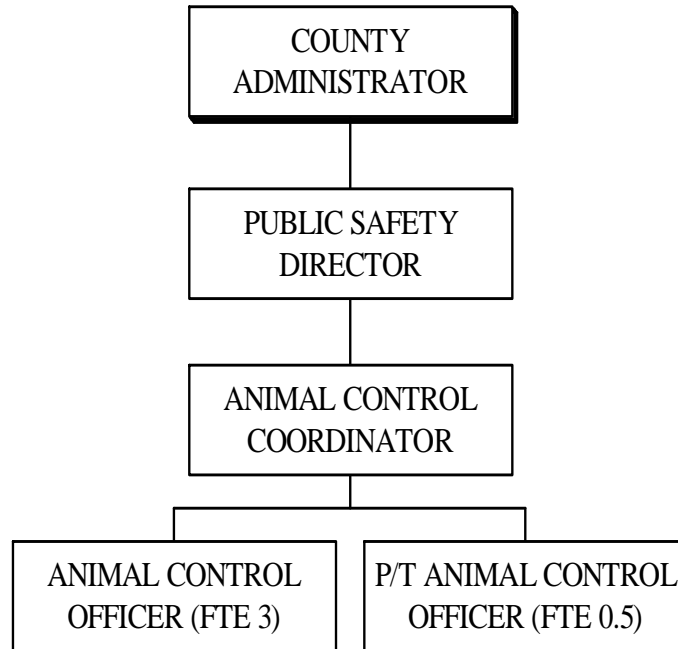 COUNTY
ADMINISTRATOR
PUBLIC SAFETY
DIRECTOR
ANIMAL CONTROL
COORDINATOR
ANIMAL CONTROL
OFFICER (FTE 3)
P/T ANIMAL CONTROL
OFFICER (FTE 0.5)